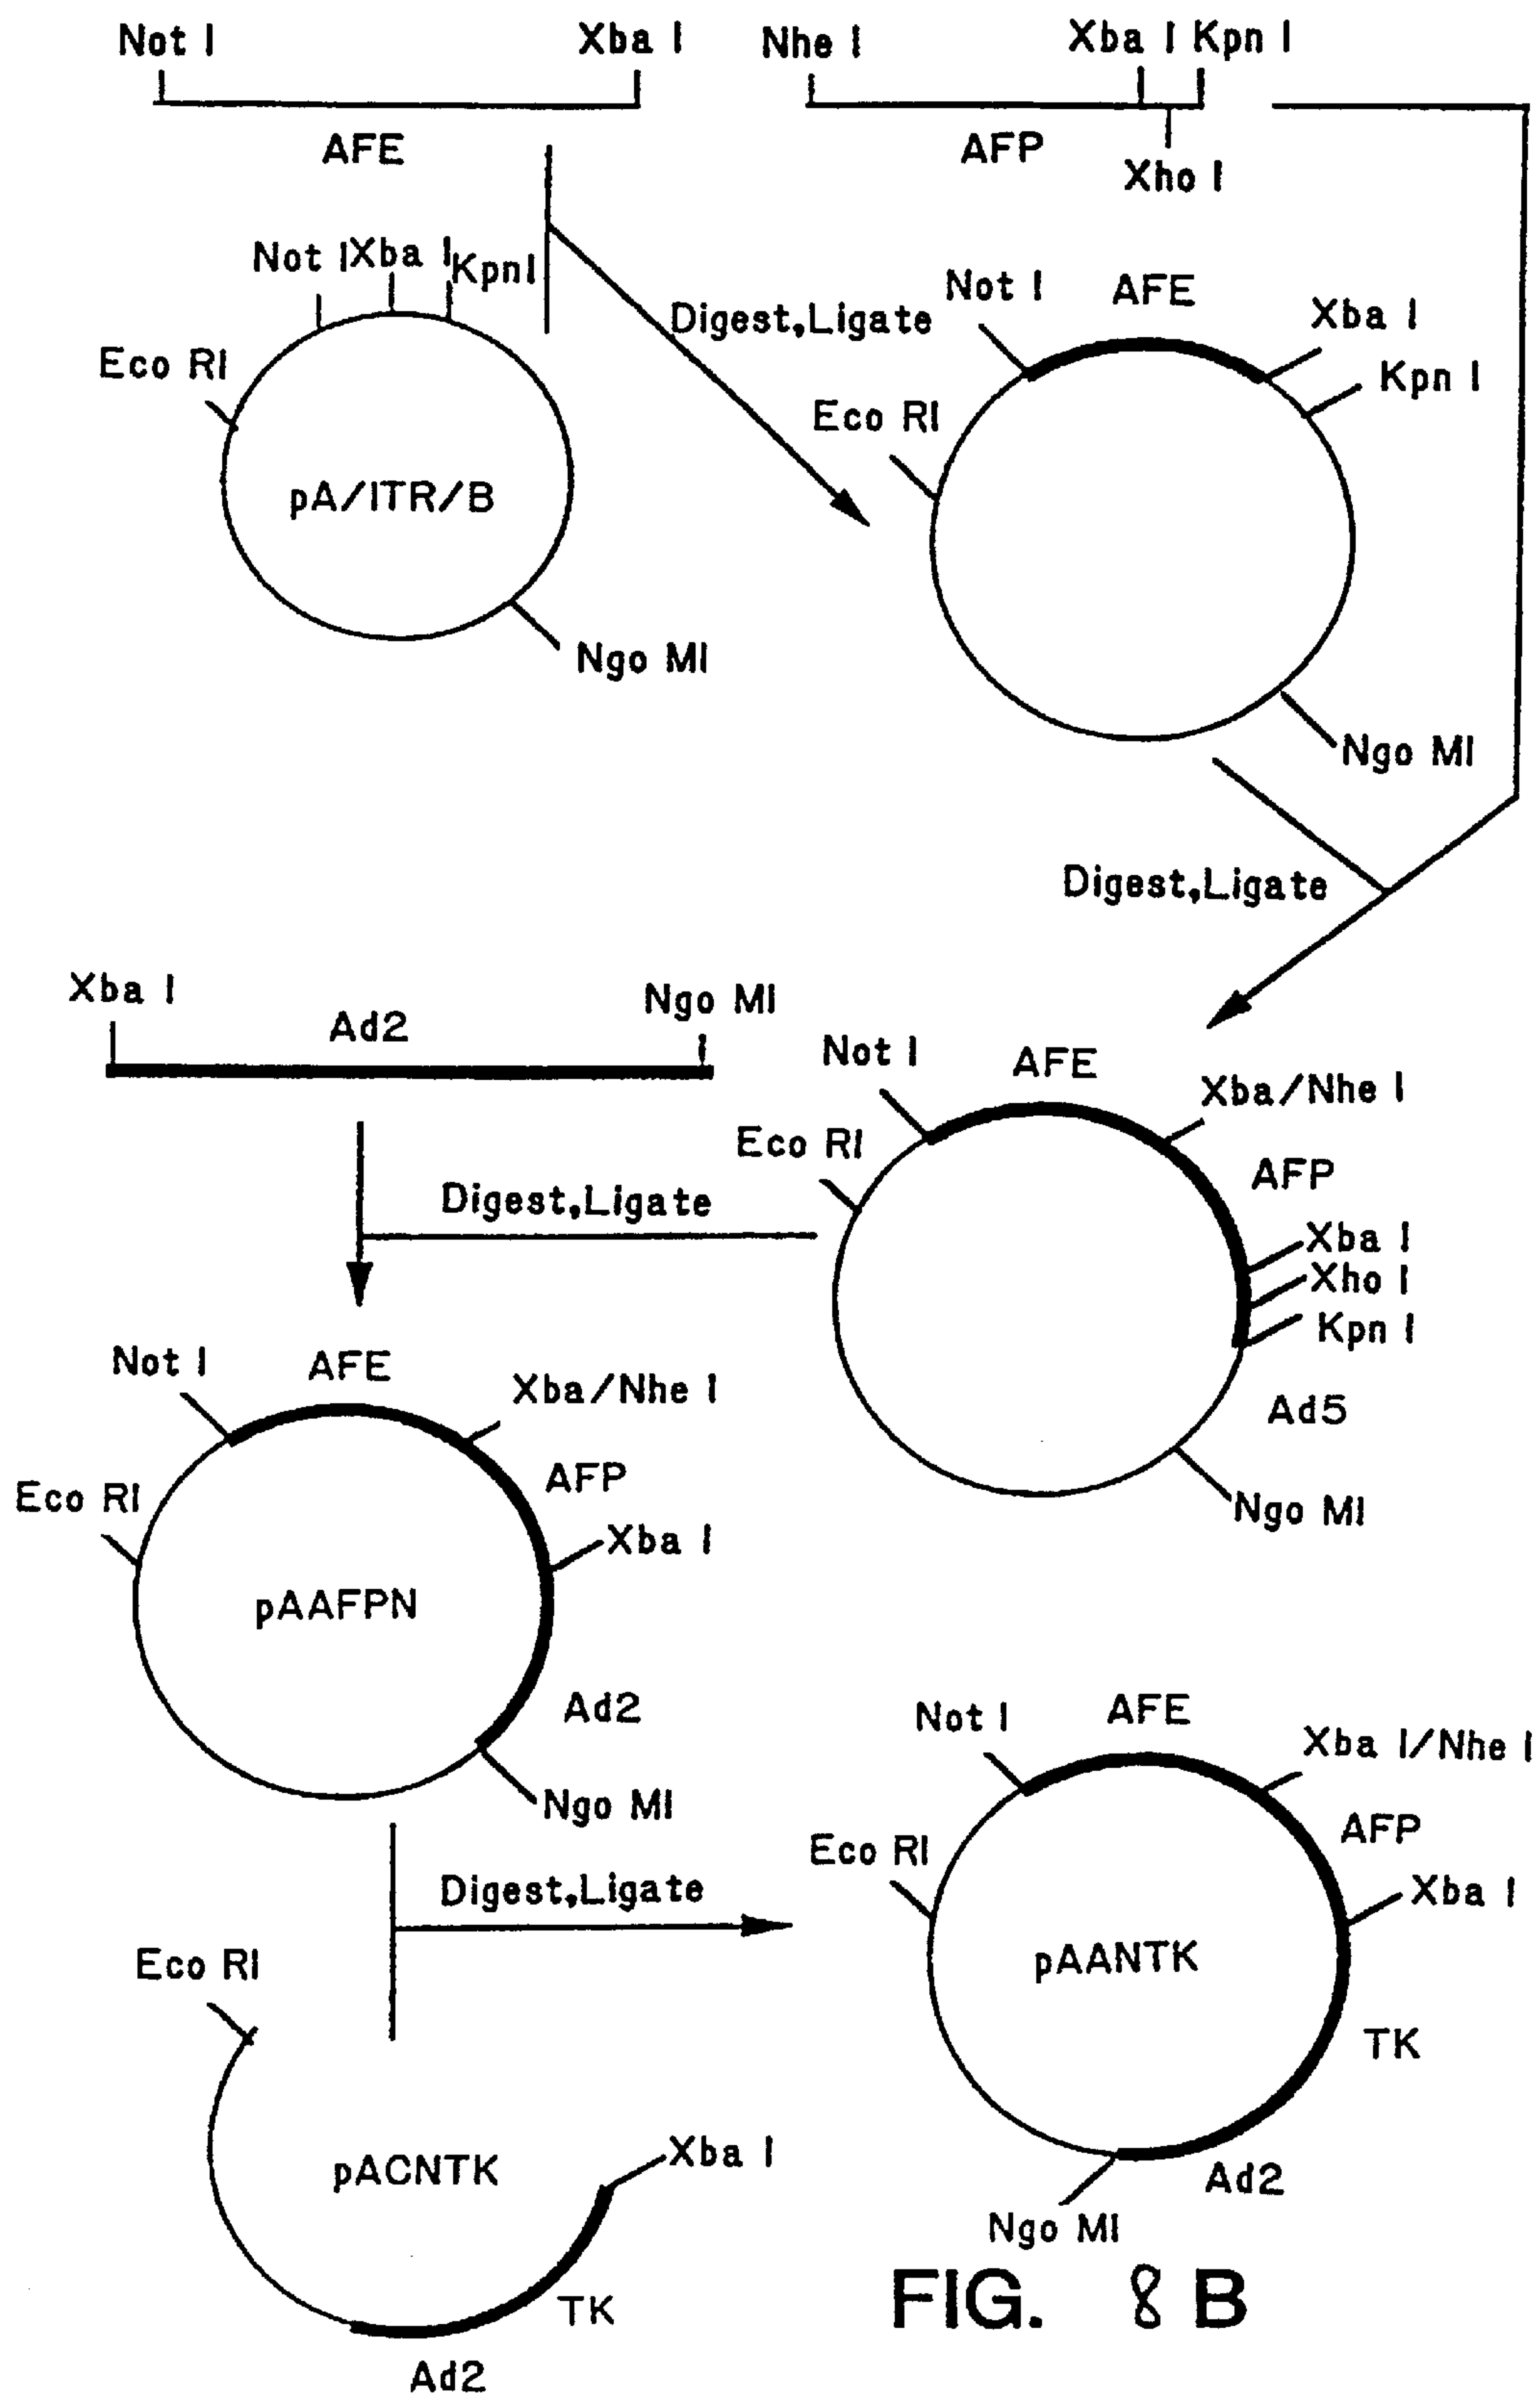 Not I
Xba I
Nhe I
Xba I Kpn I
AFE
AFP
Xho I
Not I Xba I KpnI
Eco RI
pA/ITR/B
Ngo MI
Digest,Ligate
Not I
AFE
Xba I
Kpn I
Eco RI
Ngo MI
Digest,Ligate
Xba I
Ad2
Ngo MI
Digest,Ligate
Not I
AFE
Xba/Nhe I
Eco RI
AFP
Xba I
Xho I
Kpn I
Ad5
Ngo MI
Not I
AFE
Xba/Nhe I
AFP
Eco RI
Xba I
pAAFPN
Ad2
Ngo MI
Digest,Ligate
Eco RI
pACNTK
Xba I
TK
Ad2
Not I
AFE
Xba I/Nhe I
AFP
Eco RI
Xba I
pAANTK
TK
Ad2
Ngo MI
FIG. 8 B